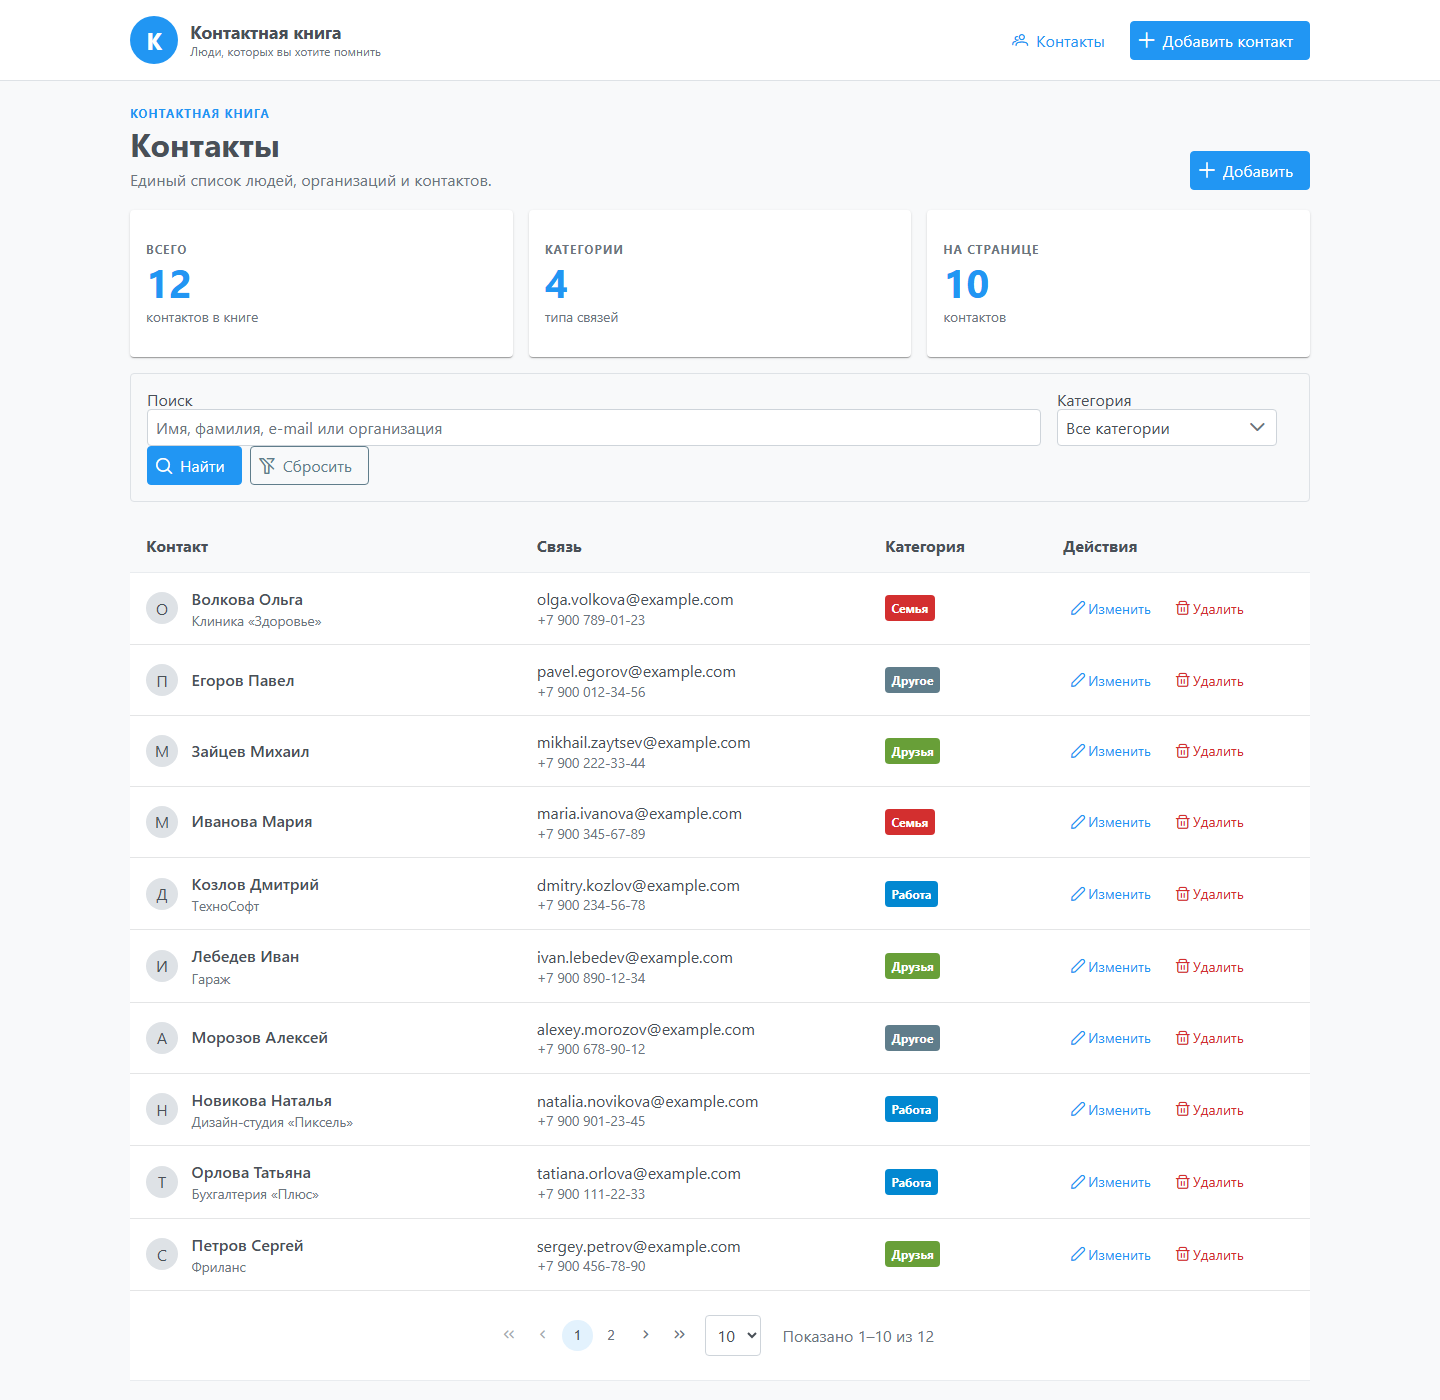 К
Контактная книга
Люди, которых вы хотите помнить
Контакты
Добавить контакт
КОНТАКТНАЯ КНИГА
Контакты
Единый список людей, организаций и контактов.
Добавить
ВСЕГО
12
контактов в книге
КАТЕГОРИИ
4
типа связей
НА СТРАНИЦЕ
10
контактов
Поиск
Имя, фамилия, e-mail или организация
Категория
Все категории
Найти
Сбросить
Контакт Связь Категория Действия
О Волкова Ольга
Клиника «Здоровье»
olga.volkova@example.com
+7 900 789-01-23
Семья
Изменить Удалить
П Егоров Павел
pavel.egorov@example.com
+7 900 012-34-56
Другое
Изменить Удалить
М Зайцев Михаил
mikhail.zaytsev@example.com
+7 900 222-33-44
Друзья
Изменить Удалить
М Иванова Мария
maria.ivanova@example.com
+7 900 345-67-89
Семья
Изменить Удалить
Д Козлов Дмитрий
ТехноСофт
dmitry.kozlov@example.com
+7 900 234-56-78
Работа
Изменить Удалить
И Лебедев Иван
Гараж
ivan.lebedev@example.com
+7 900 890-12-34
Друзья
Изменить Удалить
А Морозов Алексей
alexey.morozov@example.com
+7 900 678-90-12
Другое
Изменить Удалить
Н Новикова Наталья
Дизайн-студия «Пиксель»
natalia.novikova@example.com
+7 900 901-23-45
Работа
Изменить Удалить
Т Орлова Татьяна
Бухгалтерия «Плюс»
tatiana.orlova@example.com
+7 900 111-22-33
Работа
Изменить Удалить
С Петров Сергей
Фриланс
sergey.petrov@example.com
+7 900 456-78-90
Друзья
Изменить Удалить
1 2 10 Показано 1–10 из 12